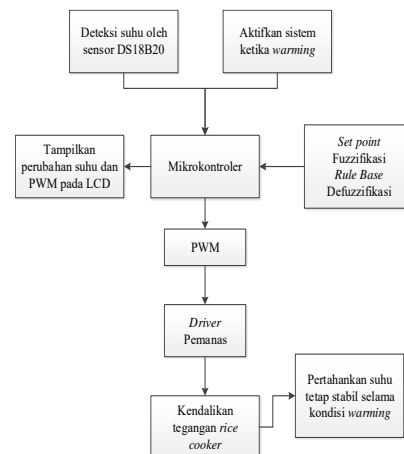 Deteksi suhu oleh
sensor DS18B20
Aktifkan sistem
ketika warming
Tampilkan
perubahan suhu dan
PWM pada LCD
Mikrokontroler
Set point
Fuzzifikasi
Rule Base
Defuzzifikasi
PWM
Driver
Pemanas
Kendalikan
tegangan rice
cooker
Pertahankan suhu
tetap stabil selama
kondisi warming